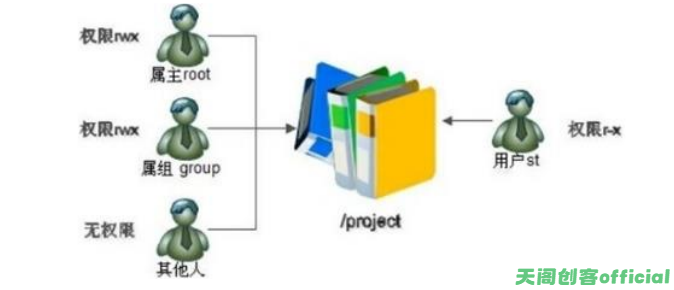 权限rwx
属主root
权限rwx
属组 group
无权限
其他人
/project
用户st
权限r-x
天阁创客official